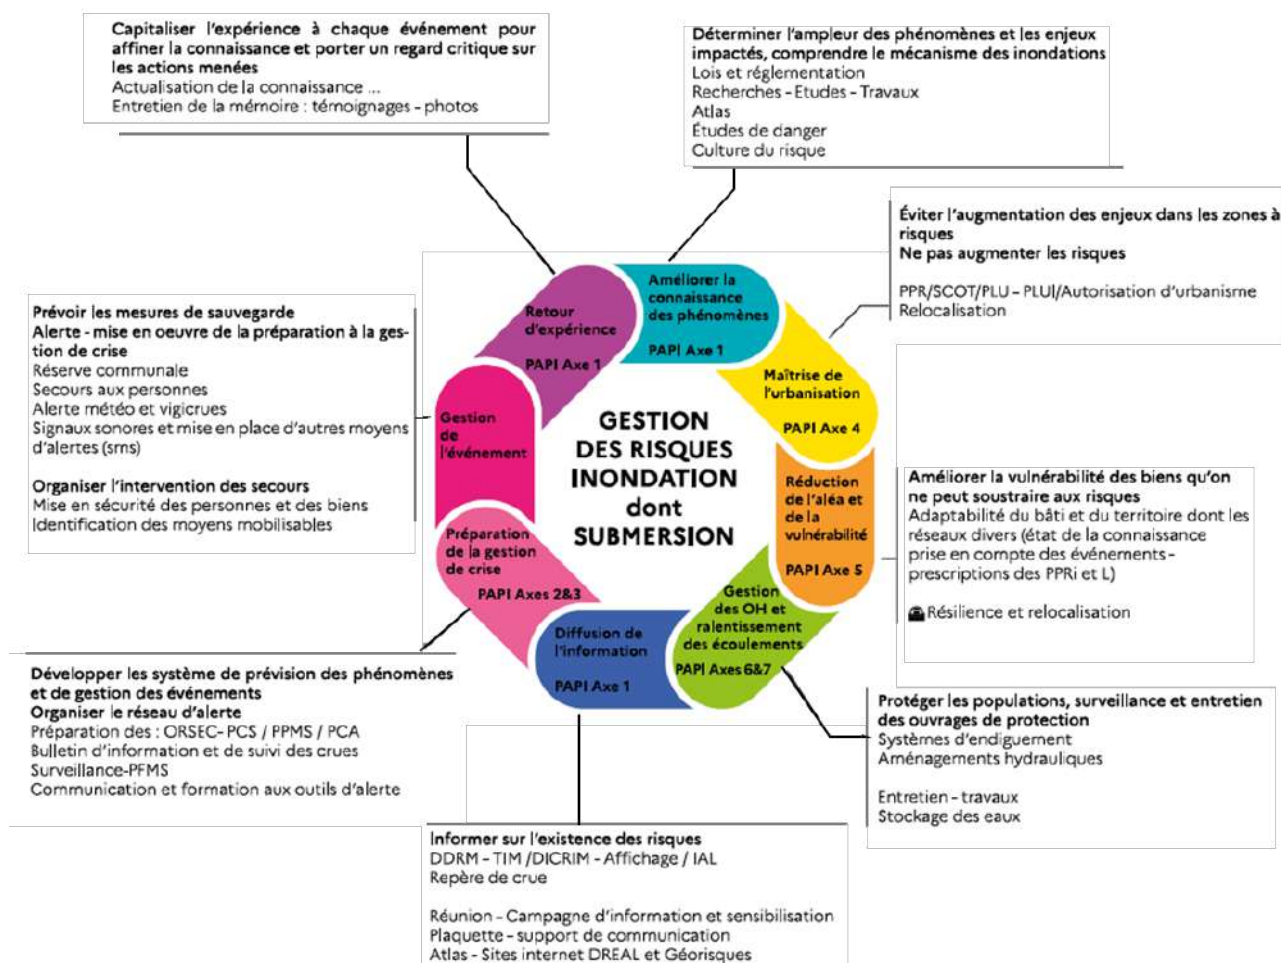 Capitaliser l'expérience à chaque événement pour
affiner la connaissance et porter un regard critique sur
les actions menées
Actualisation de la connaissance ...
Entretien de la mémoire : témoignages - photos
Déterminer l'ampleur des phénomènes et les enjeux
impactés, comprendre le mécanisme des inondations
Lois et réglementation
Recherches - Etudes - Travaux
Atlas
Études de danger
Culture du risque
Éviter l'augmentation des enjeux dans les zones à
risques
Ne pas augmenter les risques
PPR/SCOT/PLU - PLUI/Autorisation d'urbanisme
Relocalisation
Améliorer la vulnérabilité des biens qu'on
ne peut soustraire aux risques
Adaptabilité du bâti et du territoire dont les
réseaux divers (état de la connaissance
prise en compte des événements -
prescriptions des PPRi et L)
Résilience et relocalisation
Protéger les populations, surveillance et entretien
des ouvrages de protection
Systèmes d'endiguement
Aménagements hydrauliques
Entretien - travaux
Stockage des eaux
Informer sur l'existence des risques
DDRM - TIM /DICRIM - Affichage / IAL
Repère de crue
Réunion - Campagne d'information et sensibilisation
Plaquette - support de communication
Atlas - Sites internet DREAL et Géorisques
Développer les système de prévision des phénomènes
et de gestion des événements
Organiser le réseau d'alerte
Préparation des : ORSEC- PCS / PPMS / PCA
Bulletin d'information et de suivi des crues
Surveillance-PFMS
Communication et formation aux outils d'alerte
Prévoir les mesures de sauvegarde
Alerte - mise en oeuvre de la préparation à la ges-
tion de crise
Réserve communale
Secours aux personnes
Alerte météo et vigicrues
Signaux sonores et mise en place d'autres moyens
d'alertes (sms)
Organiser l'intervention des secours
Mise en sécurité des personnes et des biens
Identification des moyens mobilisables
Retour
d'expérience
PAPI Axe 1
Améliorer la
connaissance
des phénomènes
PAPI Axe 1
Maîtrise de
l'urbanisation
PAPI Axe 4
Réduction
de l'aléa et
de la
vulnérabilité
PAPI Axe 5
Gestion
des OH et
ralentissement
des écoulements
PAPI Axes 6&7
Diffusion de
l'information
PAPI Axe 1
Préparation
de la gestion
de crise
PAPI Axes 2&3
Gestion
de
l'événement
GESTION
DES RISQUES
INONDATION
dont
SUBMERSION